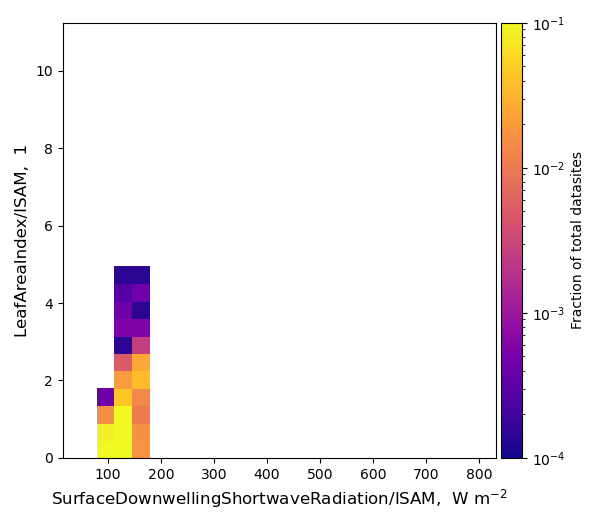 10
8
6
4
2
0
LeafAreaIndex/ISAM, 1
100 200 300 400 500 600 700 800
SurfaceDownwellingShortwaveRadiation/ISAM, W m⁻²
10⁻¹
10⁻²
10⁻³
10⁻⁴
Fraction of total datasites